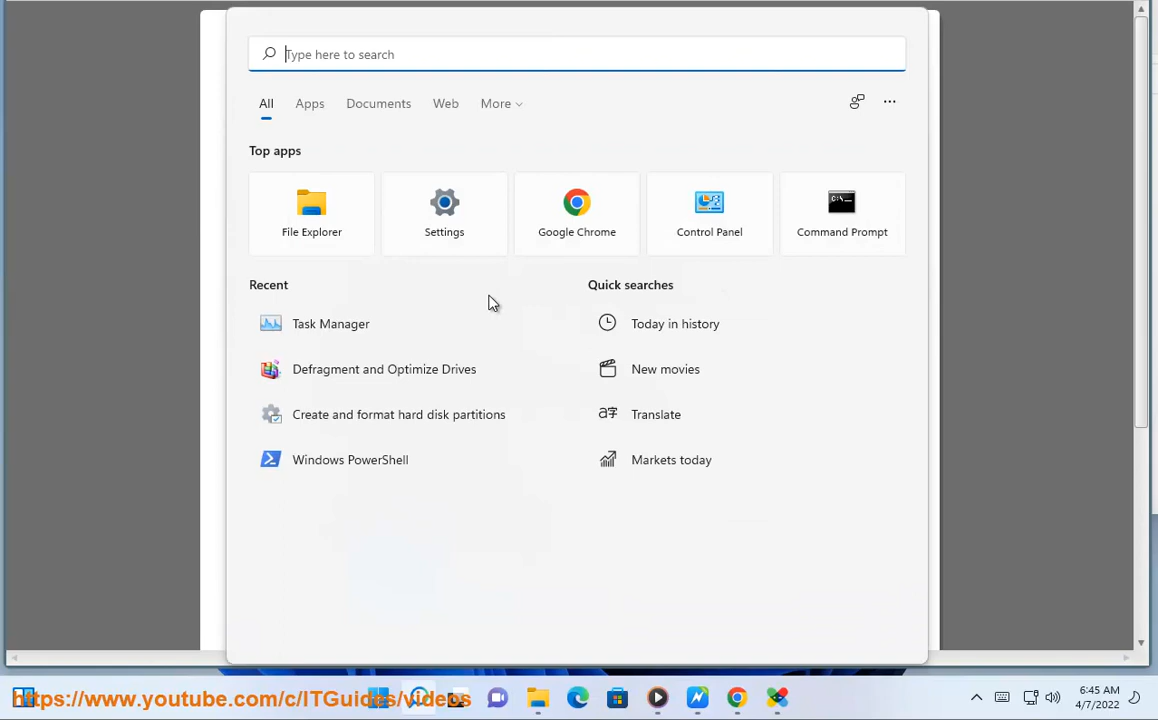 Type here to search
All Apps Documents Web More
Top apps
File Explorer Settings Google Chrome Control Panel Command Prompt
Recent Quick searches
Task Manager Today in history
Defragment and Optimize Drives New movies
Create and format hard disk partitions Translate
Windows PowerShell Markets today
https://www.youtube.com/c/ITGuides/videos
6:45 AM
4/7/2022